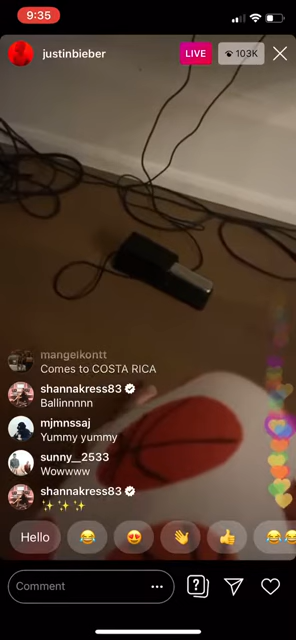 9:35
justinbieber
LIVE
103K
mangelkontt
Comes to COSTA RICA
shannakress83
Ballinnnnn
mjmnssaj
Yummy yummy
sunny__2533
Wowwww
shannakress83
✨ ✨ ✨
Hello 😂 😍 👋 👍 😂😂
Comment